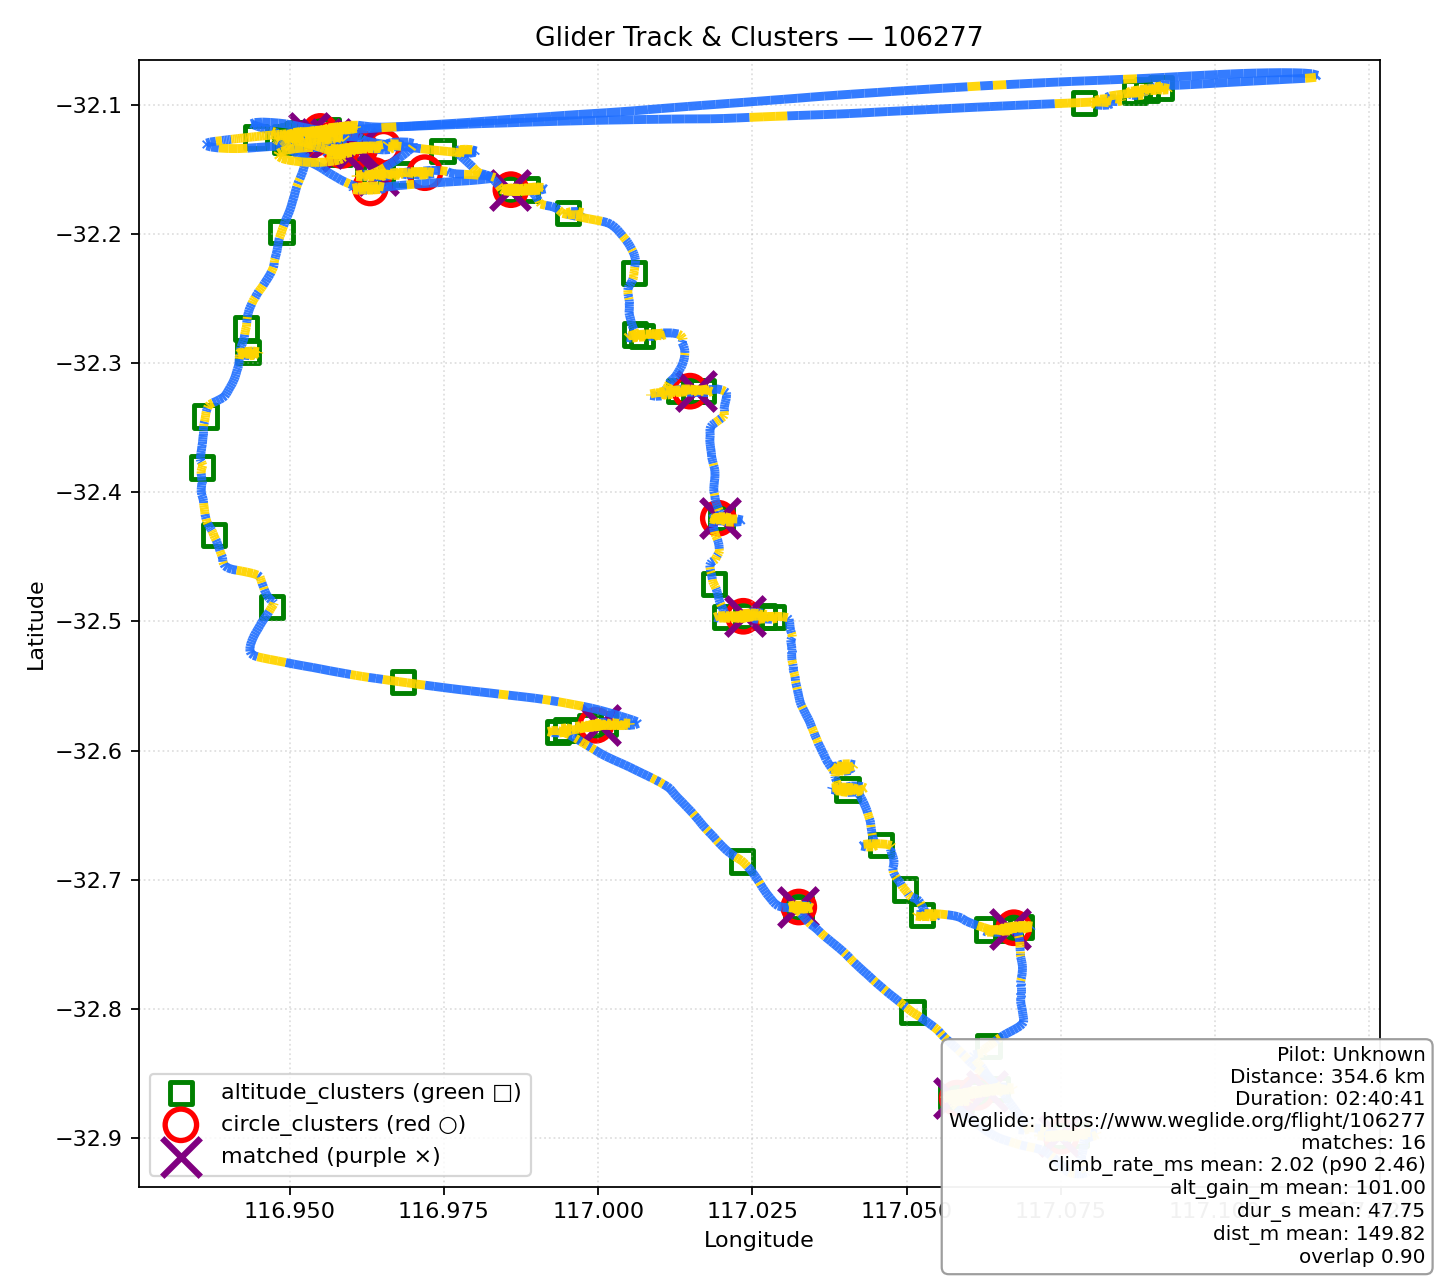 Glider Track & Clusters — 106277
−32.1
−32.2
−32.3
−32.4
−32.5
−32.6
−32.7
−32.8
−32.9
Latitude
altitude_clusters (green □)
circle_clusters (red ○)
matched (purple ×)
Pilot: Unknown
Distance: 354.6 km
Duration: 02:40:41
Weglide: https://www.weglide.org/flight/106277
matches: 16
climb_rate_ms mean: 2.02 (p90 2.46)
alt_gain_m mean: 101.00
dur_s mean: 47.75
dist_m mean: 149.82
overlap 0.90
116.950 116.975 117.000 117.025 117.050 117.075
Longitude